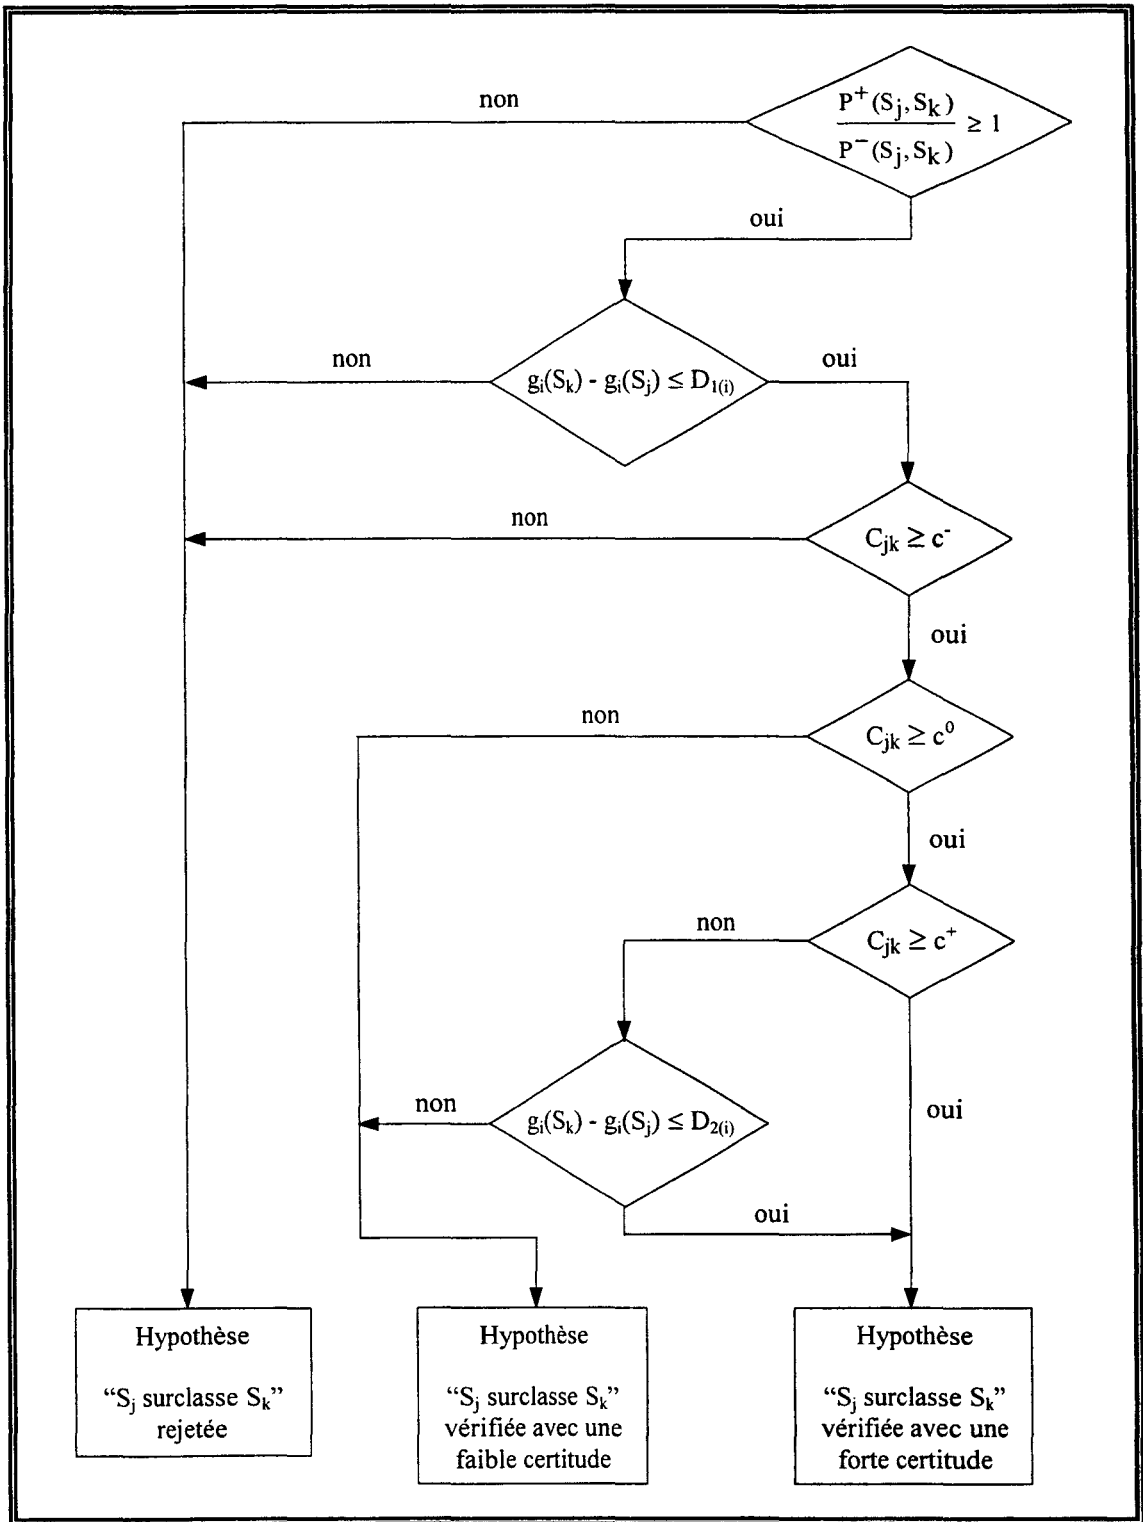 non
P⁺(Sⱼ,Sₖ)
P⁻(Sⱼ,Sₖ) ≥ 1
oui
non
gᵢ(Sₖ) - gᵢ(Sⱼ) ≤ D₁₍ᵢ₎
oui
non
Cⱼₖ ≥ c⁻
oui
non
Cⱼₖ ≥ c⁰
oui
non
Cⱼₖ ≥ c⁺
non
gᵢ(Sₖ) - gᵢ(Sⱼ) ≤ D₂₍ᵢ₎
oui
oui
Hypothèse
“Sⱼ surclasse Sₖ”
rejetée
Hypothèse
“Sⱼ surclasse Sₖ”
vérifiée avec une
faible certitude
Hypothèse
“Sⱼ surclasse Sₖ”
vérifiée avec une
forte certitude